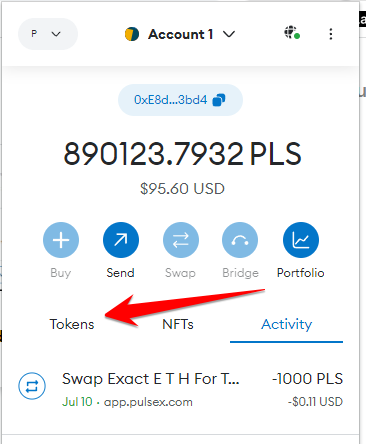 P
Account 1
0xE8d...3bd4
890123.7932 PLS
$95.60 USD
Buy Send Swap Bridge Portfolio
Tokens NFTs Activity
Swap Exact E T H For T... -1000 PLS
Jul 10 · app.pulsex.com -$0.11 USD